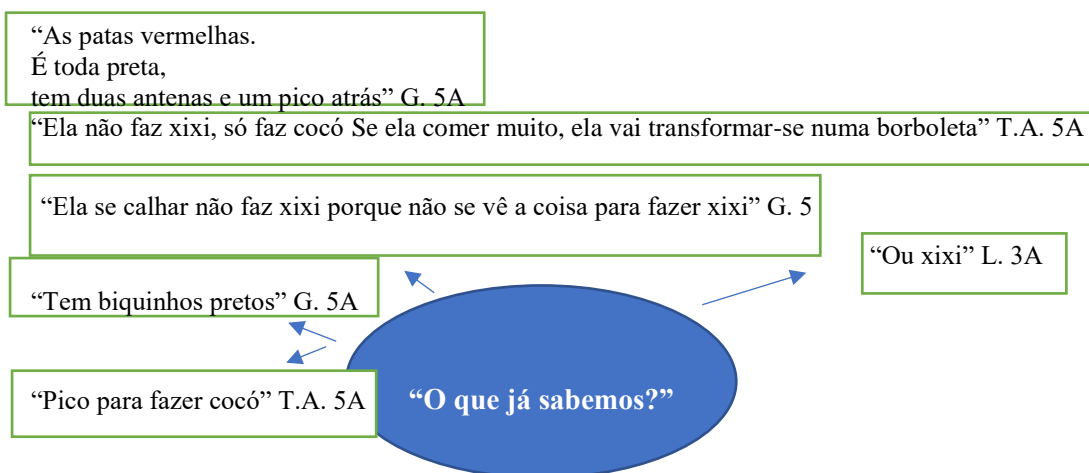 “As patas vermelhas.
É toda preta,
tem duas antenas e um pico atrás” G. 5A
“Ela não faz xixi, só faz cocó Se ela comer muito, ela vai transformar-se numa borboleta” T.A. 5A
“Ela se calhar não faz xixi porque não se vê a coisa para fazer xixi” G. 5
“Ou xixi” L. 3A
“Tem biquinhos pretos” G. 5A
“Pico para fazer cocó” T.A. 5A
“O que já sabemos?”